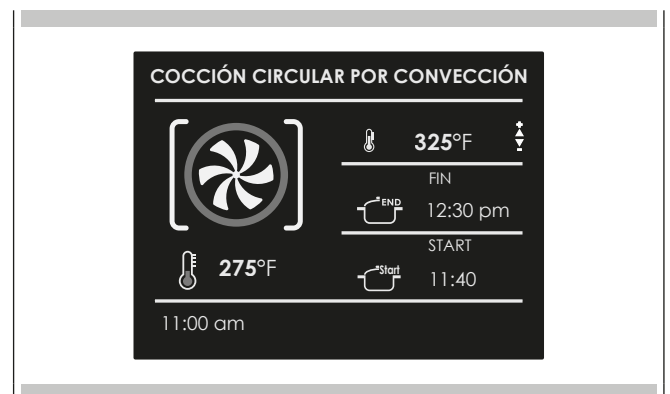 COCCIÓN CIRCULAR POR CONVECCIÓN
325°F
FIN
END
12:30 pm
START
Start
11:40
275°F
11:00 am